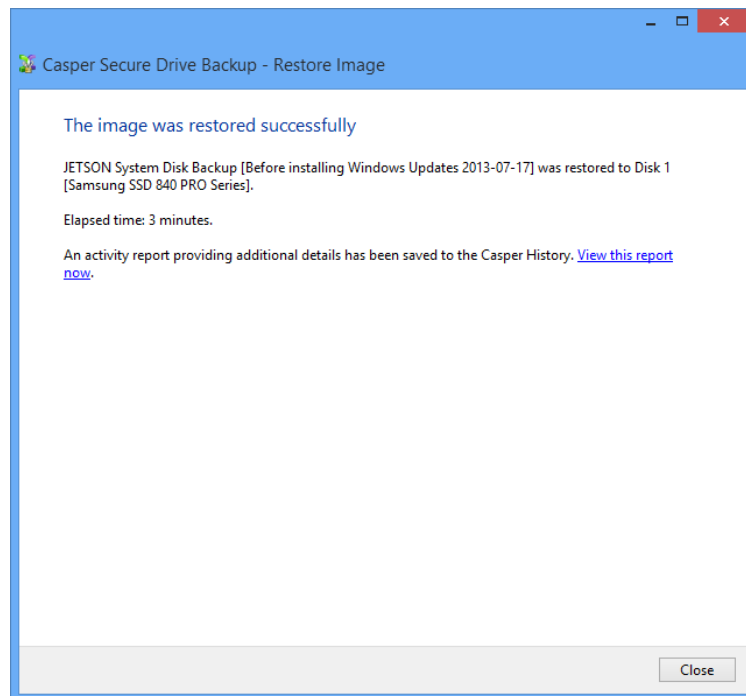 Casper Secure Drive Backup - Restore Image
The image was restored successfully
JETSON System Disk Backup [Before installing Windows Updates 2013-07-17] was restored to Disk 1
[Samsung SSD 840 PRO Series].
Elapsed time: 3 minutes.
An activity report providing additional details has been saved to the Casper History. View this report
now.
Close